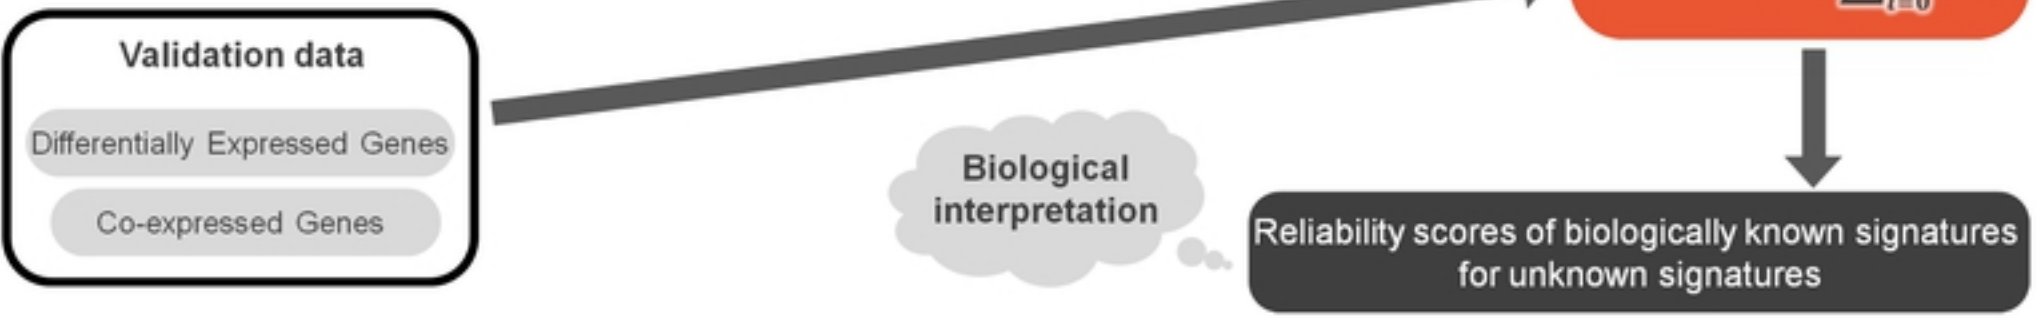 Validation data
Differentially Expressed Genes
Co-expressed Genes
Biological
interpretation
Reliability scores of biologically known signatures
for unknown signatures